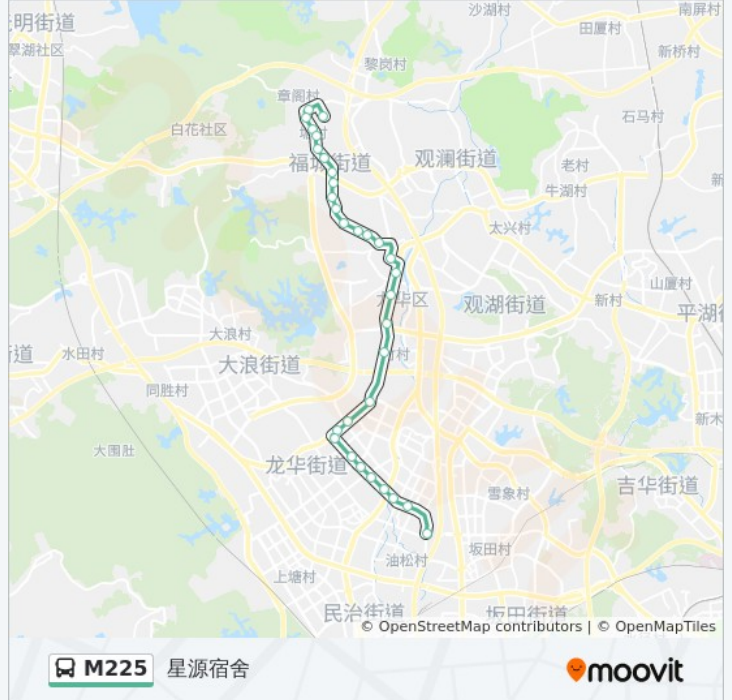 沙湖村
南屏村
明街道
田厦村
翠湖社区
新桥村
黎岗村
章阁村
石马村
白花社区
福城街道
观澜街道
老村
牛湖村
太兴村
山厦村
龙华区
观湖街道
新村
平湖街
大浪村
街道
水田村
村
大浪街道
同胜村
新木
大围肚
龙华街道
吉华街道
雪象村
油松村
坂田村
上塘村
民治街道
坂田街道
© OpenStreetMap contributors | © OpenMapTiles
M225 星源宿舍
moovit